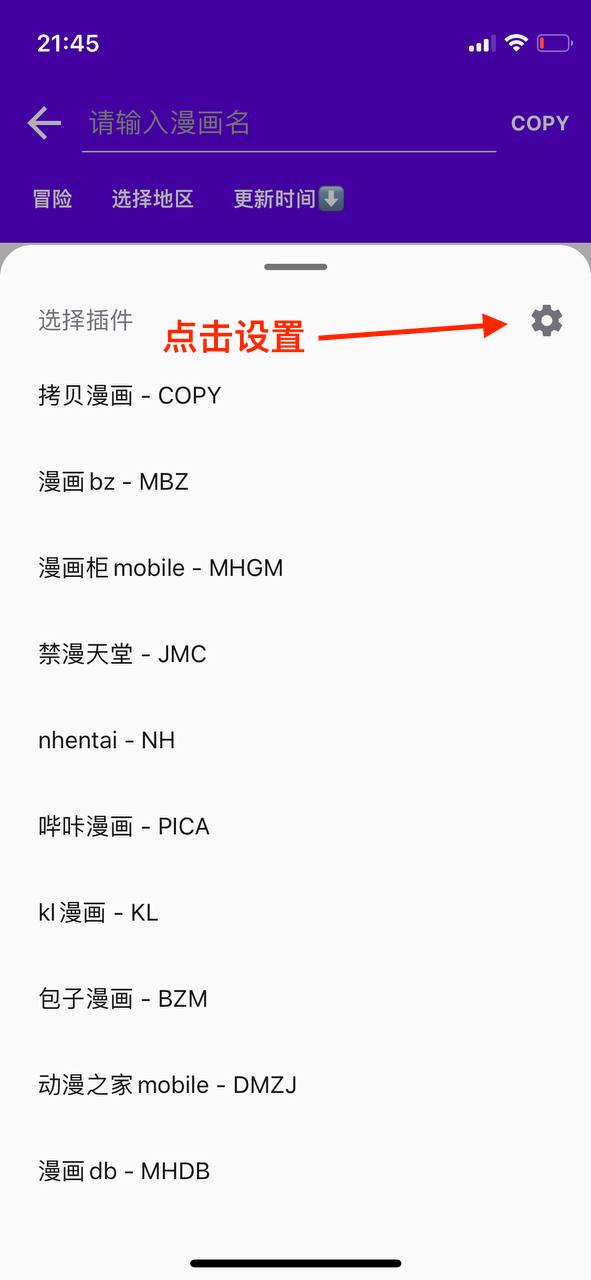 21:45
请输入漫画名
COPY
冒险 选择地区 更新时间⬇️
选择插件
点击设置
拷贝漫画 - COPY
漫画bz - MBZ
漫画柜mobile - MHGM
禁漫天堂 - JMC
nhentai - NH
哔咔漫画 - PICA
kl漫画 - KL
包子漫画 - BZM
动漫之家mobile - DMZJ
漫画db - MHDB